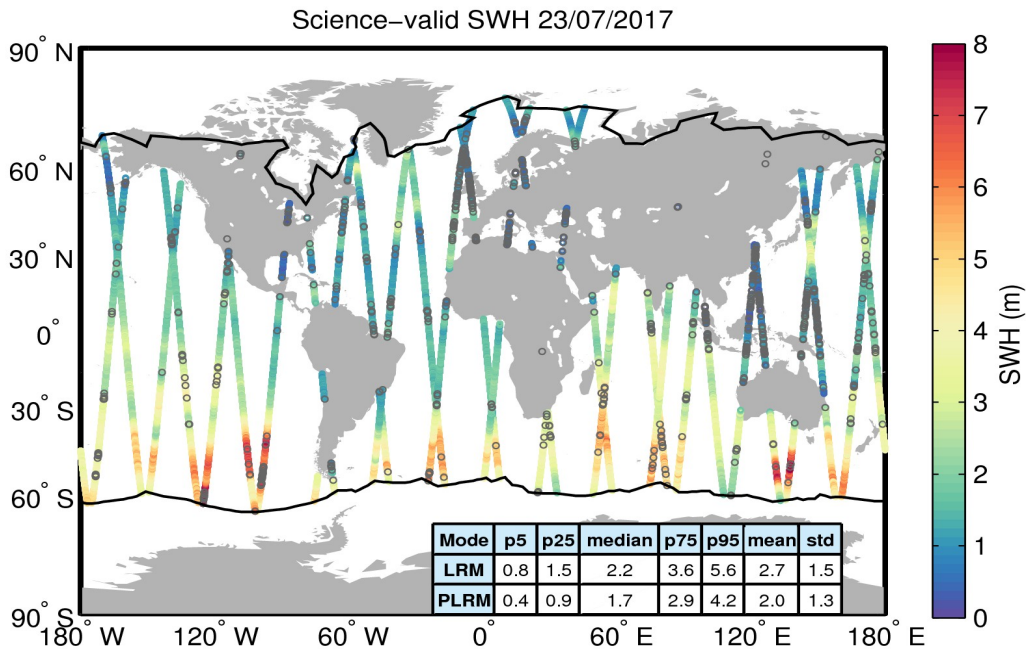 Science−valid SWH 23/07/2017
90° N
60° N
30° N
0°
30° S
60° S
90° S
180° W
120° W
60° W
0°
60° E
120° E
180° E
8
7
6
5
4
3
2
1
0
SWH (m)
Mode p5 p25 median p75 p95 mean std
LRM 0.8 1.5 2.2 3.6 5.6 2.7 1.5
PLRM 0.4 0.9 1.7 2.9 4.2 2.0 1.3